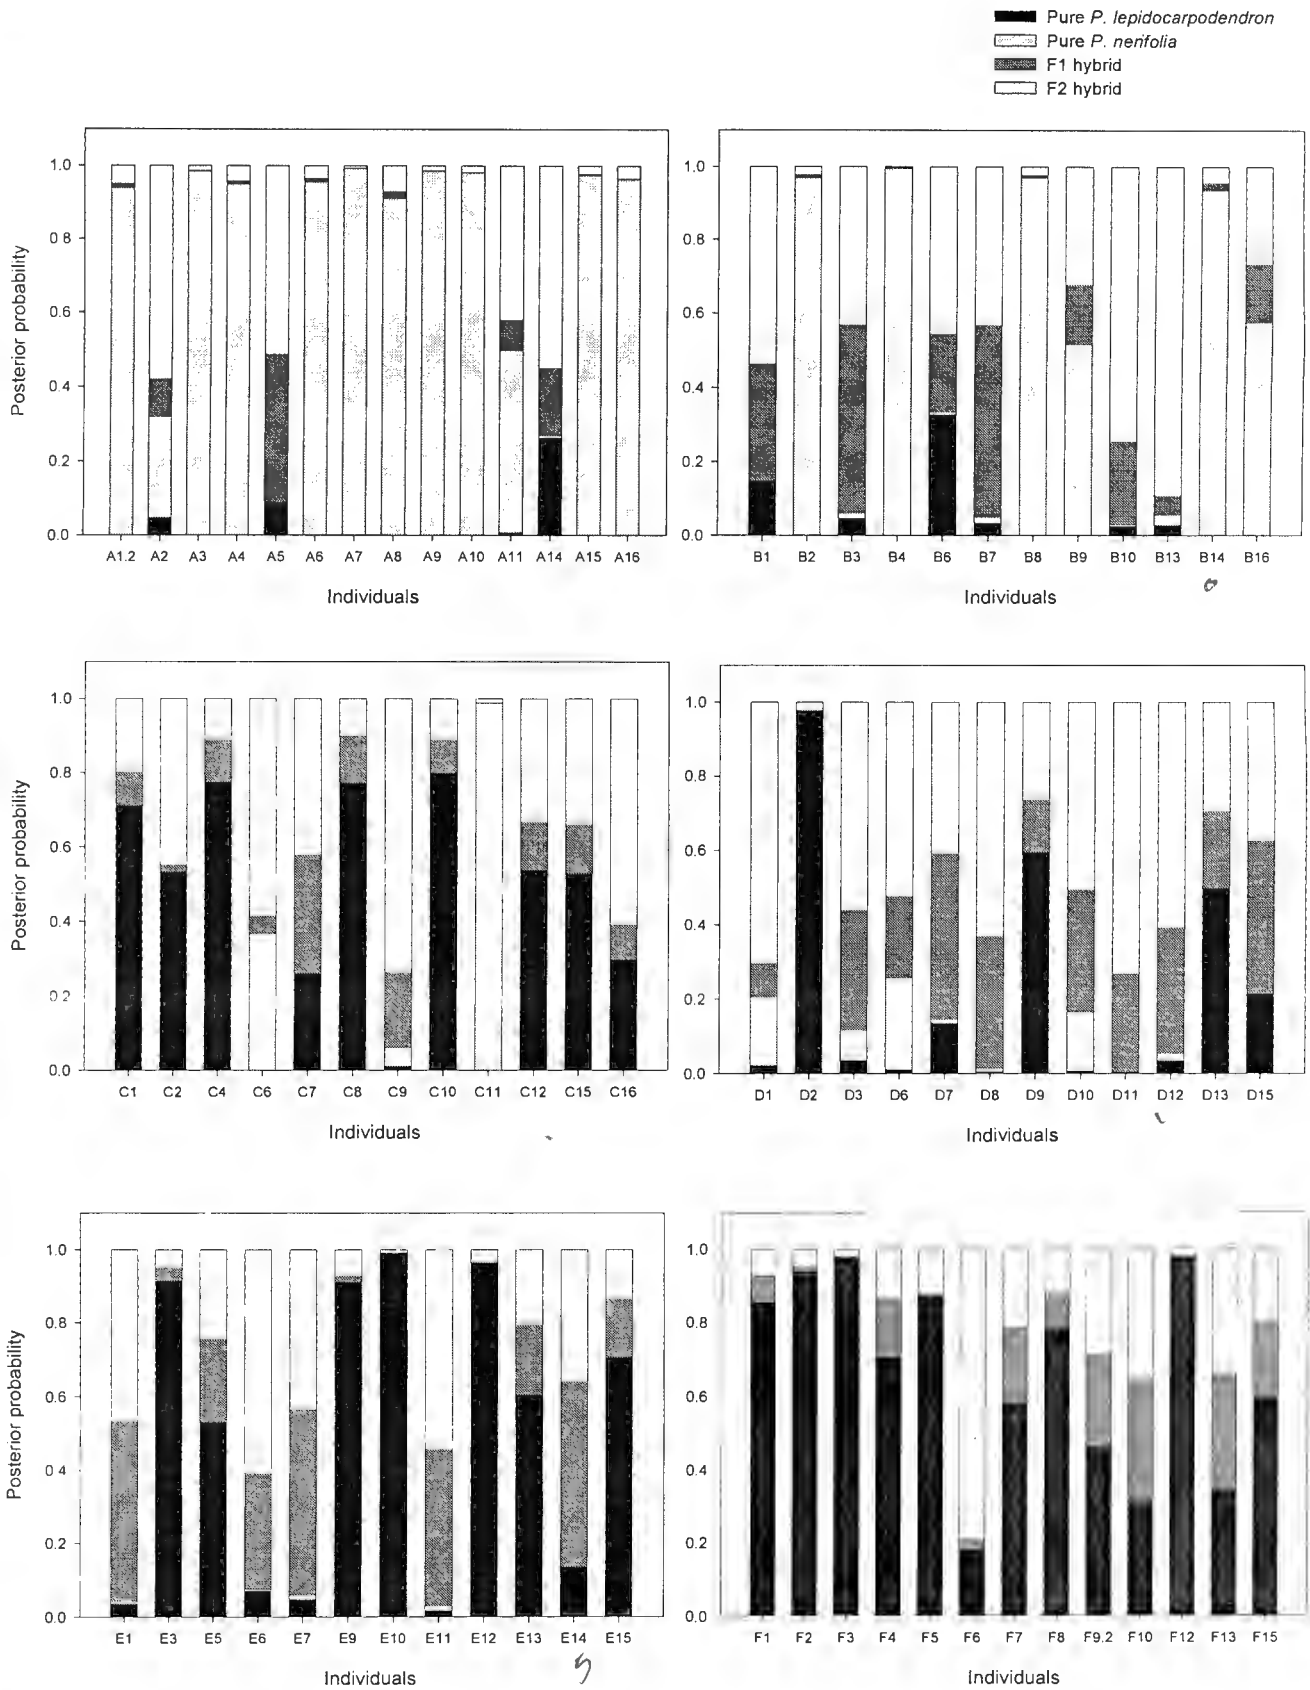 Pure P. lepidocarpodendron
Pure P. nerifolia
F1 hybrid
F2 hybrid
1.0
0.8
0.6
0.4
0.2
0.0
Posterior probability
A1.2 A2 A3 A4 A5 A6 A7 A8 A9 A10 A11 A14 A15 A16
Individuals
1.0
0.8
0.6
0.4
0.2
0.0
B1 B2 B3 B4 B6 B7 B8 B9 B10 B13 B14 B16
Individuals
1.0
0.8
0.6
0.4
0.2
0.0
Posterior probability
C1 C2 C4 C6 C7 C8 C9 C10 C11 C12 C15 C16
Individuals
1.0
0.8
0.6
0.4
0.2
0.0
D1 D2 D3 D6 D7 D8 D9 D10 D11 D12 D13 D15
Individuals
1.0
0.8
0.6
0.4
0.2
0.0
Posterior probability
E1 E3 E5 E6 E7 E9 E10 E11 E12 E13 E14 E15
Individuals
1.0
0.8
0.6
0.4
0.2
0.0
F1 F2 F3 F4 F5 F6 F7 F8 F9.2 F10 F12 F13 F15
Individuals